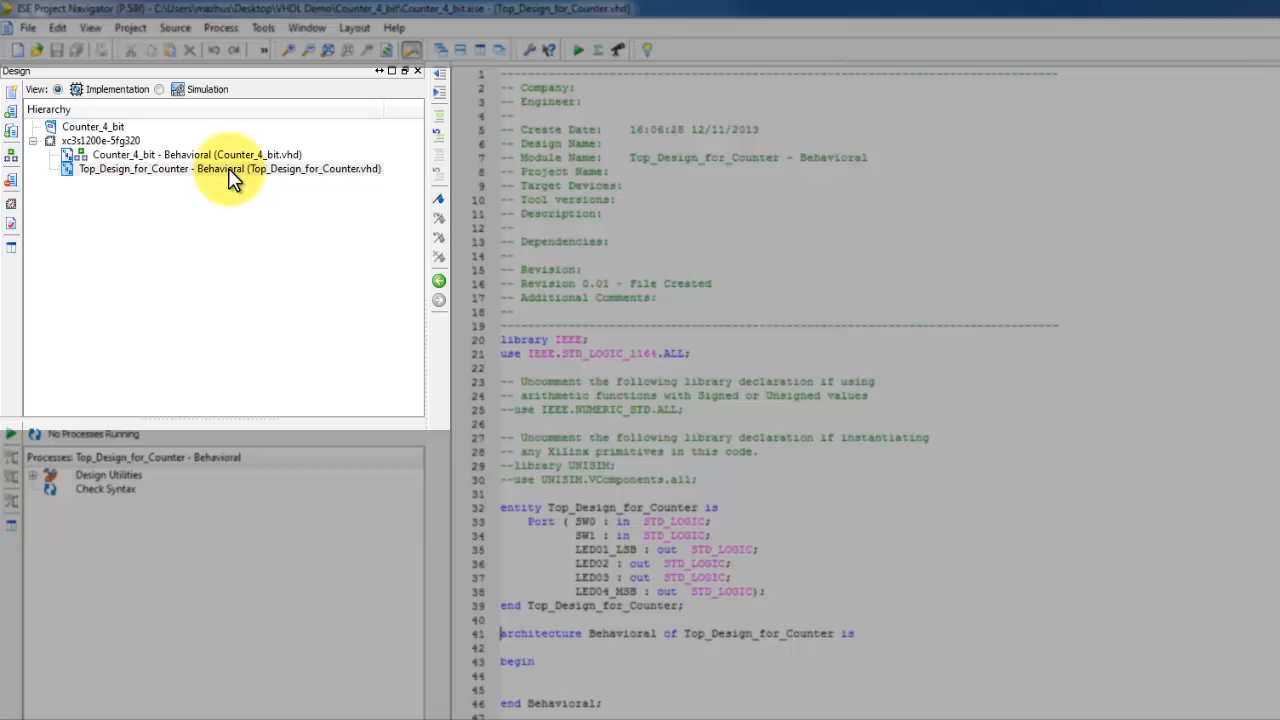 ISE Project Navigator (P.58f) - C:\Users\mazhus\Desktop\VHDL Demo\Counter_4_bit\Counter_4_bit.xise - [Top_Design_for_Counter.vhd]
File Edit View Project Source Process Tools Window Layout Help
Design
View: Implementation Simulation
Hierarchy
Counter_4_bit
xc3s1200e-5fg320
Counter_4_bit - Behavioral (Counter_4_bit.vhd)
Top_Design_for_Counter - Behavioral (Top_Design_for_Counter.vhd)
No Processes Running
Processes: Top_Design_for_Counter - Behavioral
Design Utilities
Check Syntax
1 ----------------------------------------------------------------------------------
2 -- Company:
3 -- Engineer:
4 --
5 -- Create Date:    16:06:28 12/11/2013
6 -- Design Name:
7 -- Module Name:    Top_Design_for_Counter - Behavioral
8 -- Project Name:
9 -- Target Devices:
10 -- Tool versions:
11 -- Description:
12 --
13 -- Dependencies:
14 --
15 -- Revision:
16 -- Revision 0.01 - File Created
17 -- Additional Comments:
18 --
19 ----------------------------------------------------------------------------------
20 library IEEE;
21 use IEEE.STD_LOGIC_1164.ALL;
22
23 -- Uncomment the following library declaration if using
24 -- arithmetic functions with Signed or Unsigned values
25 --use IEEE.NUMERIC_STD.ALL;
26
27 -- Uncomment the following library declaration if instantiating
28 -- any Xilinx primitives in this code.
29 --library UNISIM;
30 --use UNISIM.VComponents.all;
31
32 entity Top_Design_for_Counter is
33     Port ( SW0 : in  STD_LOGIC;
34            SW1 : in  STD_LOGIC;
35            LED01_LSB : out  STD_LOGIC;
36            LED02 : out  STD_LOGIC;
37            LED03 : out  STD_LOGIC;
38            LED04_MSB : out  STD_LOGIC);
39 end Top_Design_for_Counter;
40
41 architecture Behavioral of Top_Design_for_Counter is
42
43 begin
44
45
46 end Behavioral;
47